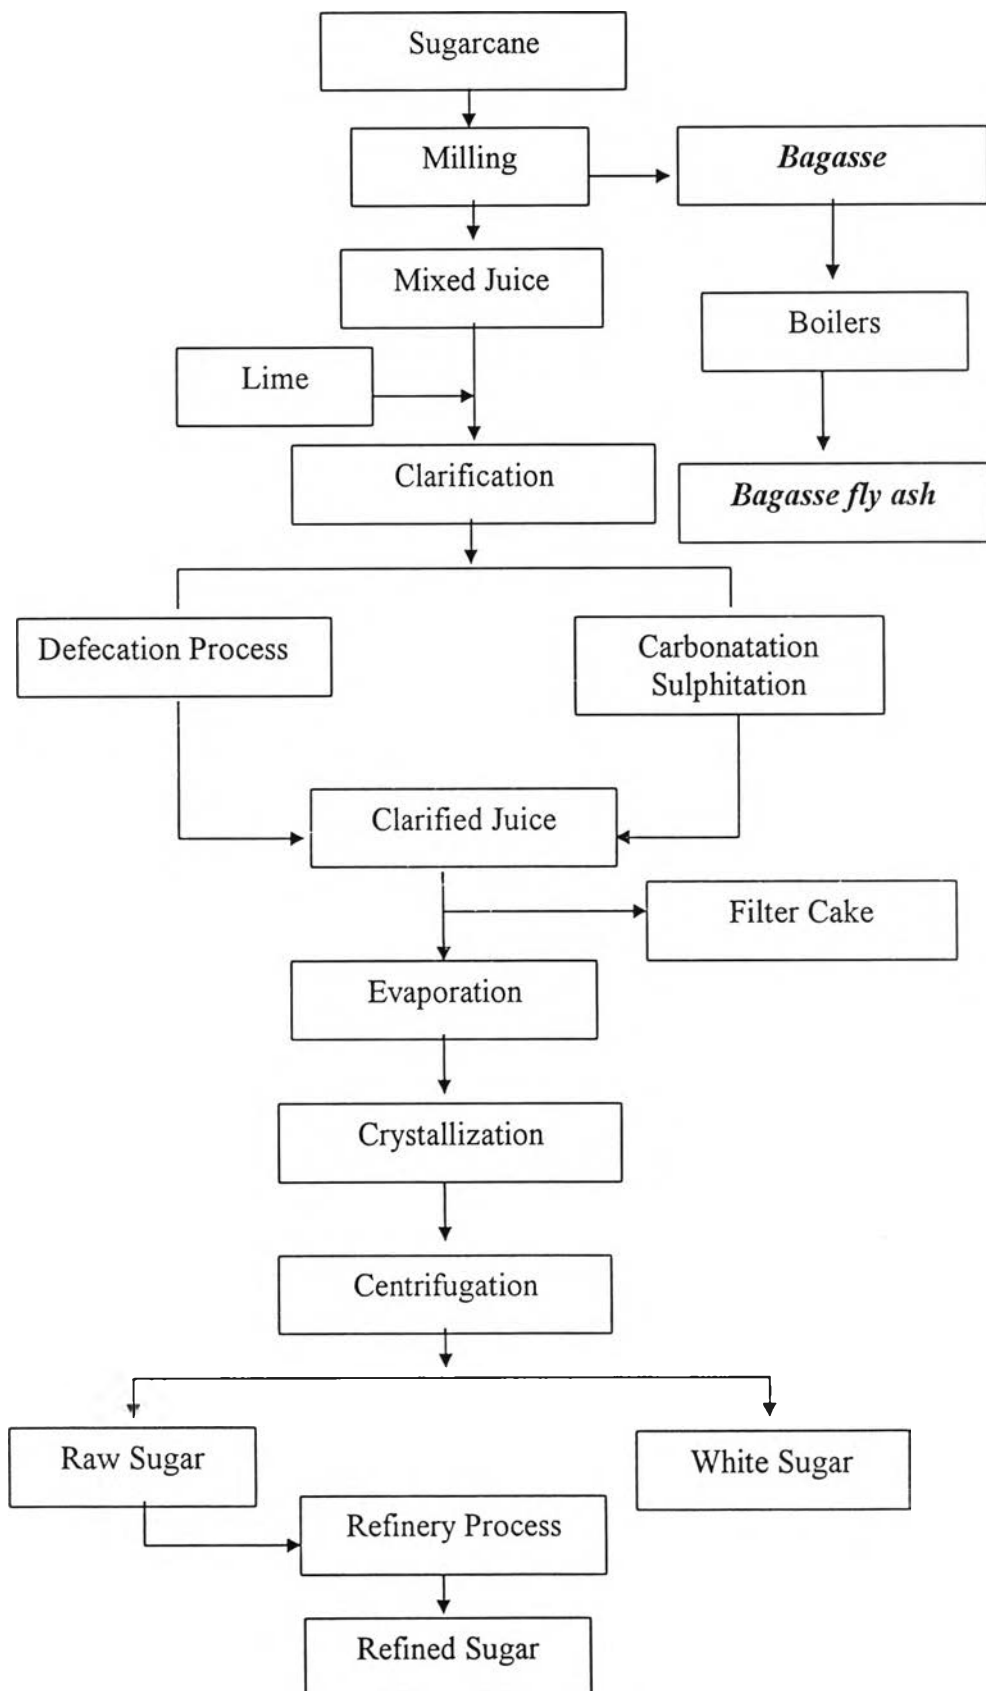 Sugarcane
Milling
Bagasse
Mixed Juice
Boilers
Lime
Clarification
Bagasse fly ash
Defecation Process
Carbonatation
Sulphitation
Clarified Juice
Filter Cake
Evaporation
Crystallization
Centrifugation
Raw Sugar
White Sugar
Refinery Process
Refined Sugar